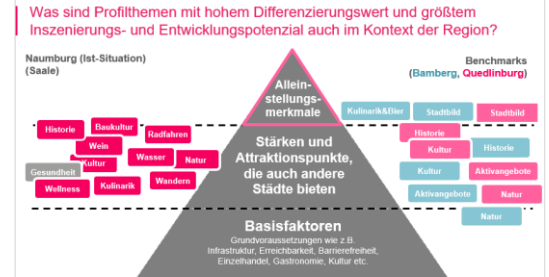 Was sind Profilthemen mit hohem Differenzierungswert und größtem
Inszenierungs- und Entwicklungspotenzial auch im Kontext der Region?
Naumburg (Ist-Situation)
(Saale)
Benchmarks
(Bamberg, Quedlinburg)
Allein-
stellungs-
merkmale
Kulinarik&Bier
Stadtbild
Stadtbild
Historie
Baukultur
Radfahren
Wein
Kultur
Wasser
Natur
Gesundheit
Wellness
Kulinarik
Wandern
Stärken und
Attraktionspunkte,
die auch andere
Städte bieten
Historie
Kultur
Historie
Kultur
Aktivangebote
Aktivangebote
Natur
Natur
Basisfaktoren
Grundvoraussetzungen wie z.B.
Infrastruktur, Erreichbarkeit, Barrierefreiheit,
Einzelhandel, Gastronomie, Kultur etc.